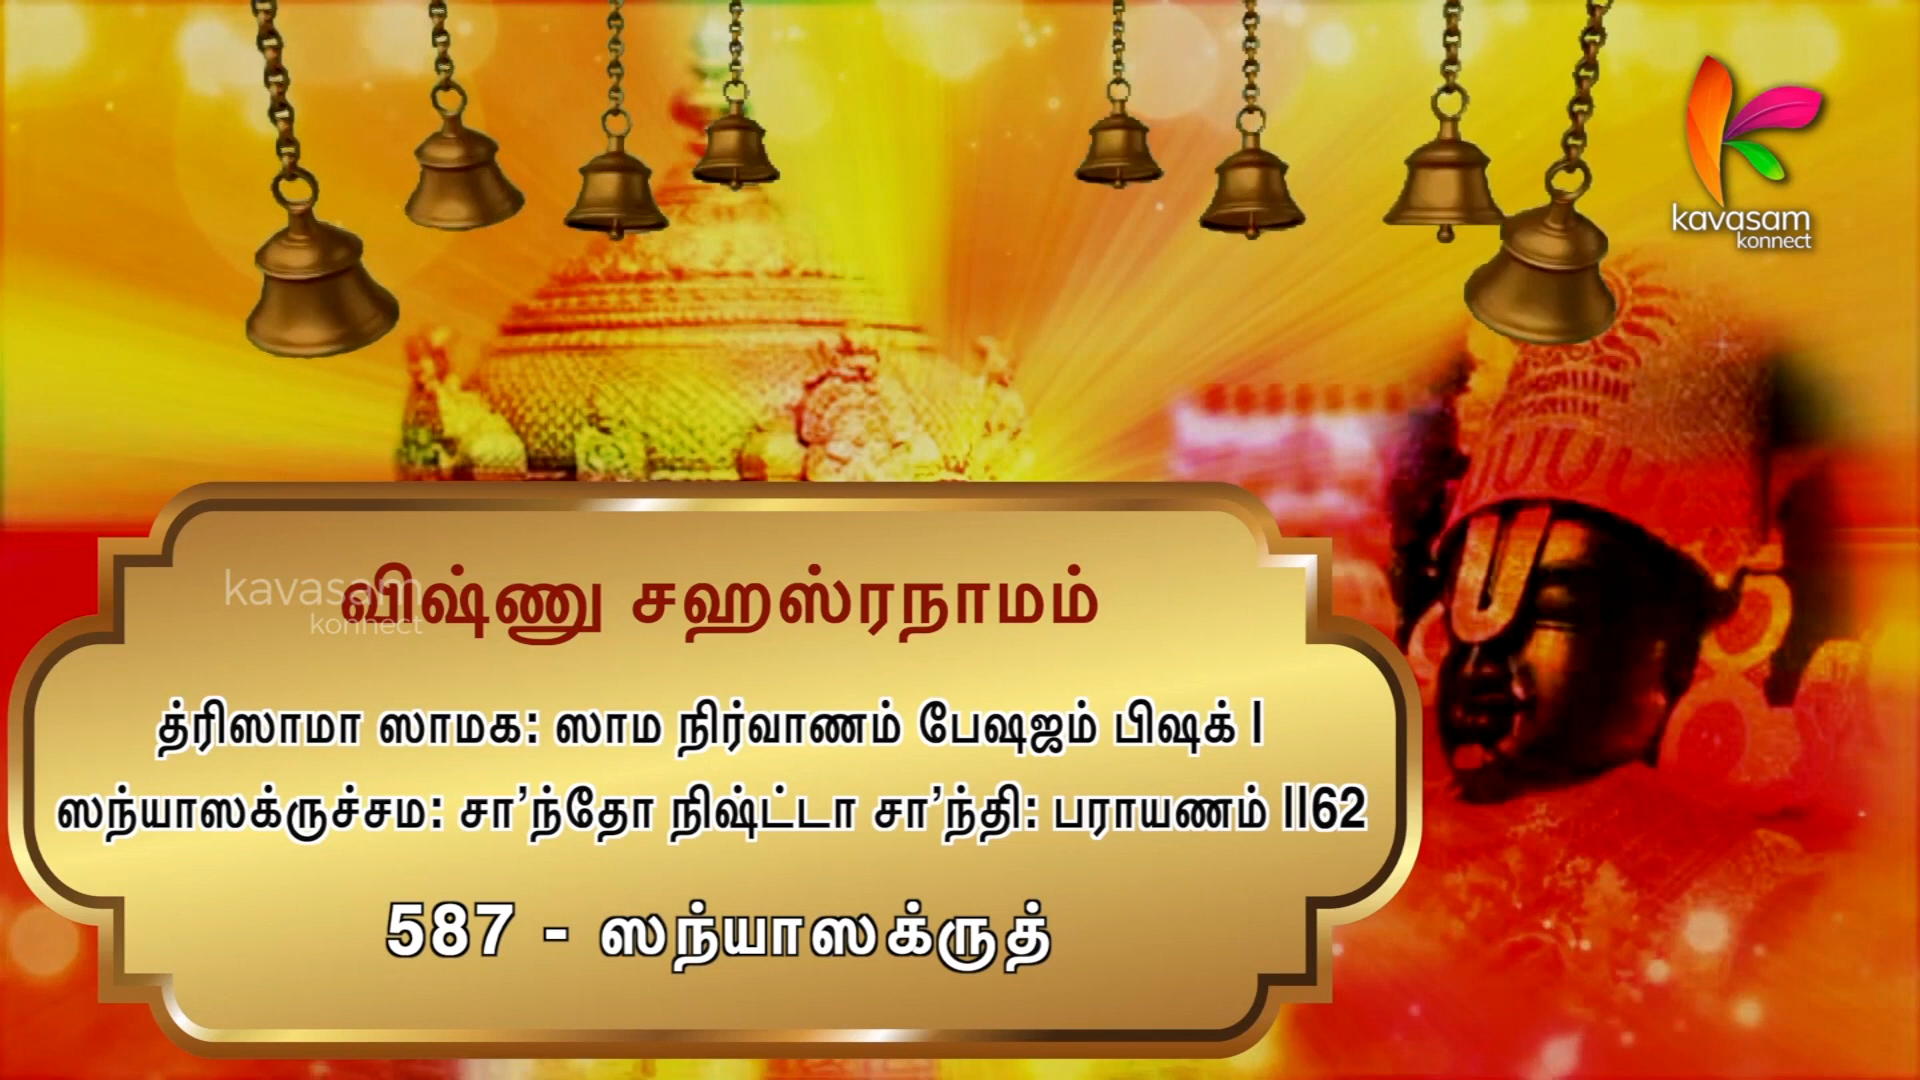 kavasam
konnect
kavasam
konnect
விஷ்ணு சஹஸ்ரநாமம்
த்ரிஸாமா ஸாமக: ஸாம நிர்வாணம் பேஷஜம் பிஷக் |
ஸந்யாஸக்ருச்சம: சா’ந்தோ நிஷ்ட்டா சா’ந்தி: பராயணம் ||62
587 - ஸந்யாஸக்ருத்